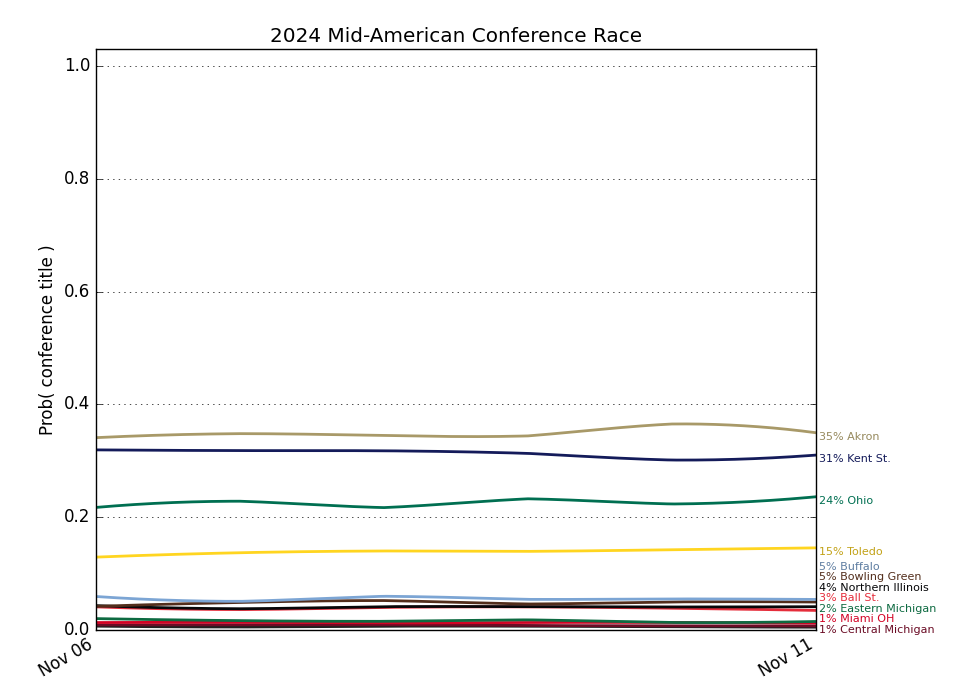 2024 Mid-American Conference Race
Prob( conference title )
1.0
0.8
0.6
0.4
0.2
0.0
Nov 06
Nov 11
35% Akron
31% Kent St.
24% Ohio
15% Toledo
5% Buffalo
5% Bowling Green
4% Northern Illinois
3% Ball St.
2% Eastern Michigan
1% Miami OH
1% Central Michigan